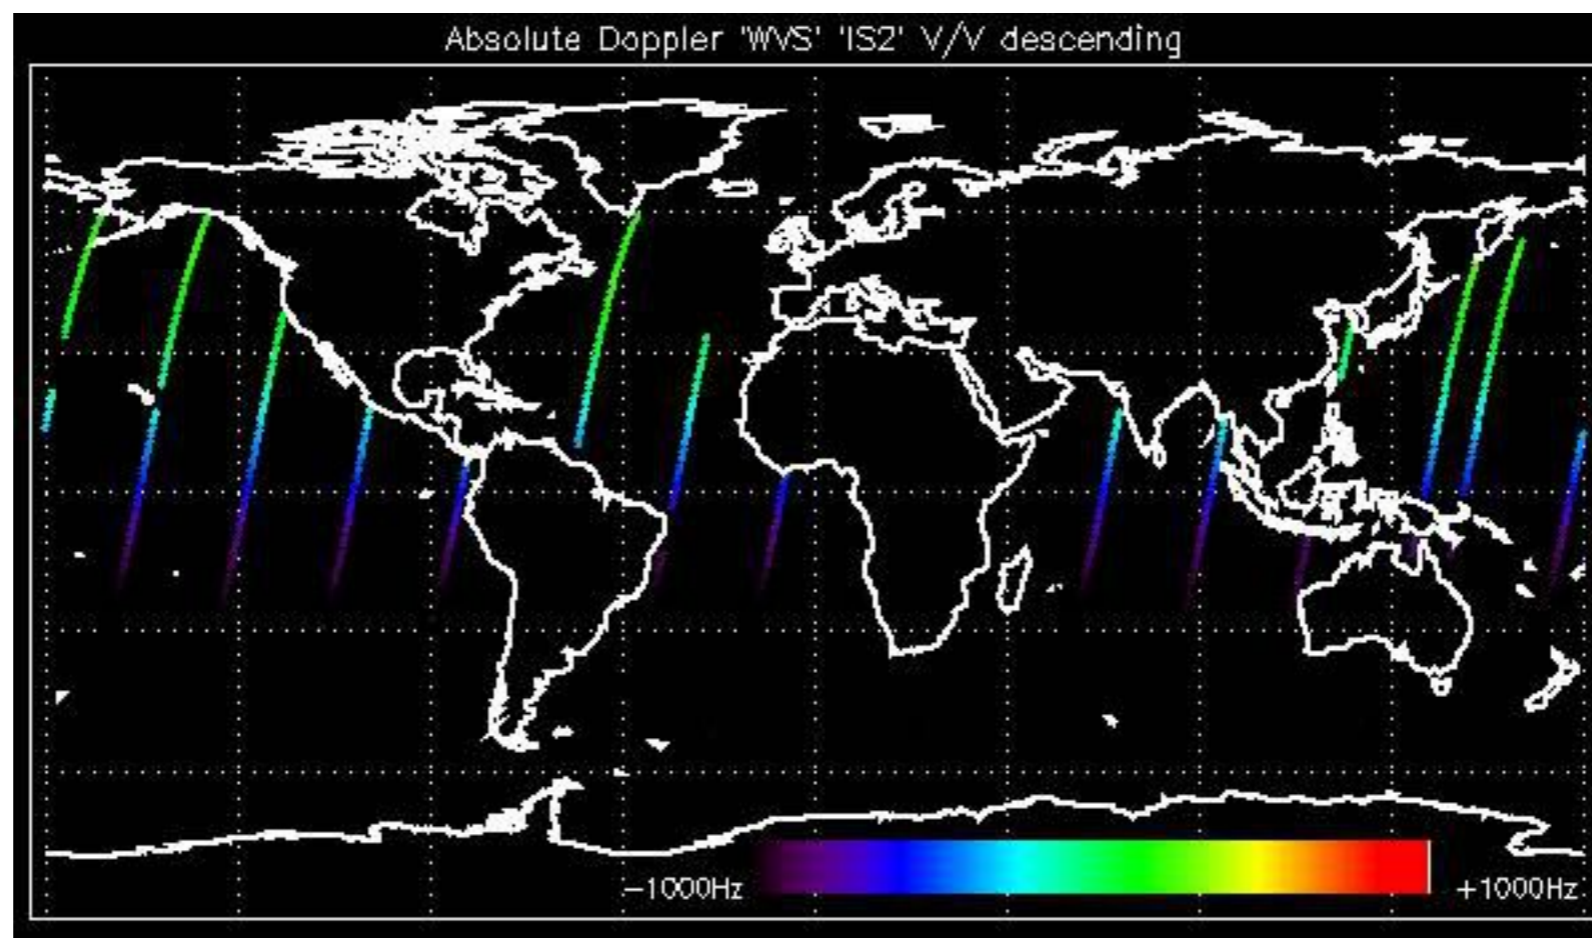 Absolute Doppler 'WVS' 'IS2' V/V descending
-1000Hz +1000Hz